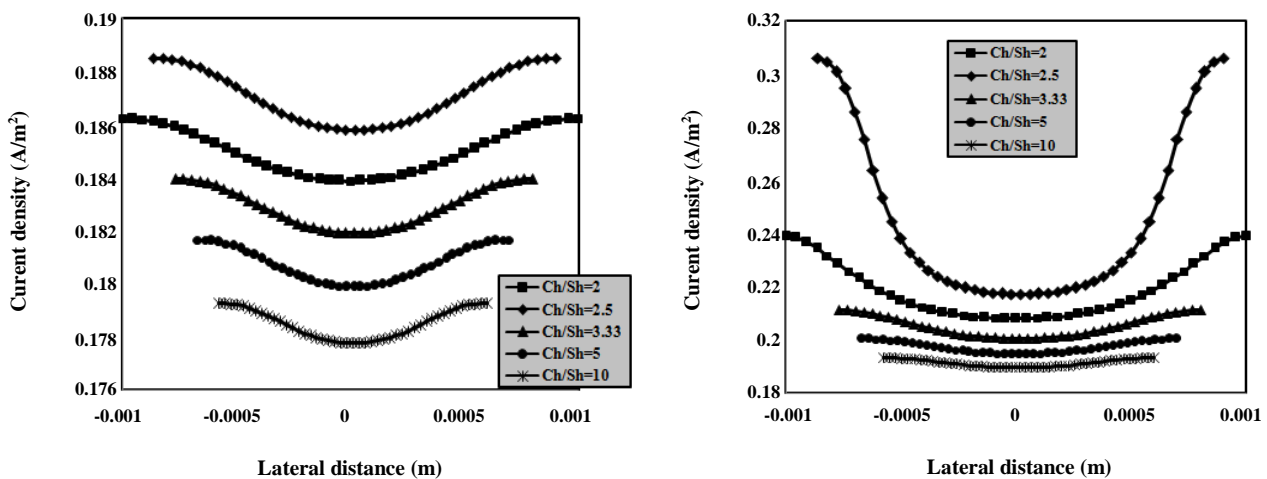 0.19
0.188
0.186
0.184
0.182
0.18
0.178
0.176
Curent density (A/m²)
Ch/Sh=2
Ch/Sh=2.5
Ch/Sh=3.33
Ch/Sh=5
Ch/Sh=10
-0.001 -0.0005 0 0.0005 0.001
Lateral distance (m)
0.32
0.3
0.28
0.26
0.24
0.22
0.2
0.18
Curent density (A/m²)
Ch/Sh=2
Ch/Sh=2.5
Ch/Sh=3.33
Ch/Sh=5
Ch/Sh=10
-0.001 -0.0005 0 0.0005 0.001
Lateral distance (m)